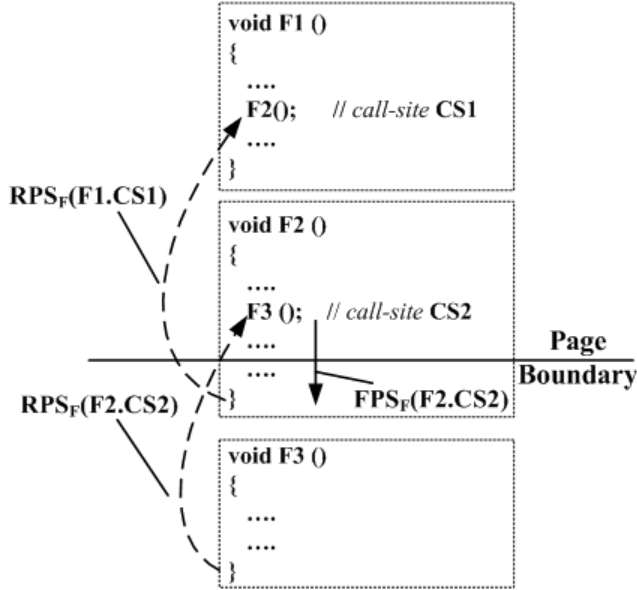 void F1 ()
{
....
F2(); // call-site CS1
....
}
RPSF(F1.CS1)
void F2 ()
{
....
F3 (); // call-site CS2
....
Page
Boundary
....
RPSF(F2.CS2)
FPSF(F2.CS2)
}
void F3 ()
{
....
....
}